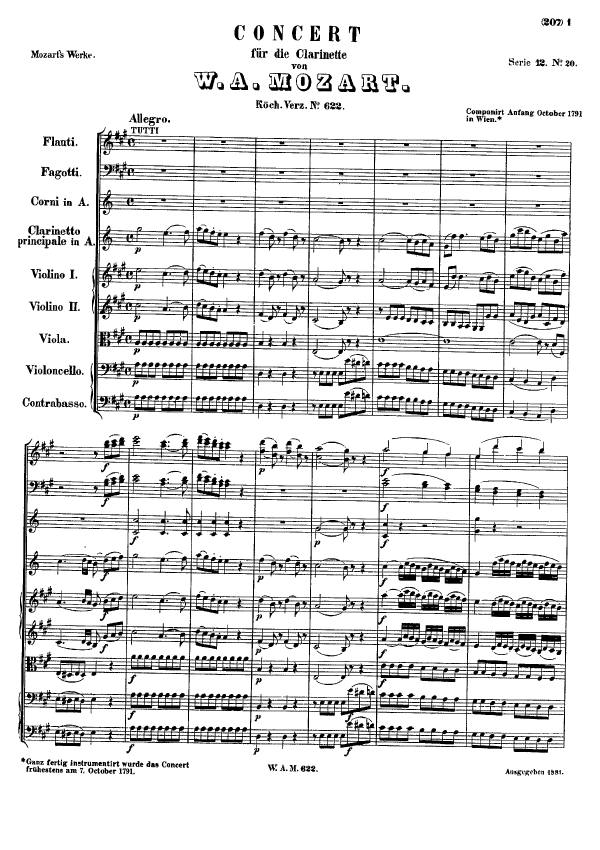 (207) 1
CONCERT
für die Clarinette
von
W. A. MOZART.
Köch. Verz. Nº 622.
Mozart's Werke.
Serie 12. Nº 20.
Componirt Anfang October 1791
in Wien.*
Allegro.
TUTTI
Flauti.
Fagotti.
Corni in A.
Clarinetto
principale in A.
p
Violino I.
p
Violino II.
p
Viola.
p
Violoncello.
p
Contrabasso.
p
*Ganz fertig instrumentirt wurde das Concert
frühestens am 7. October 1791.
W. A. M. 622.
Ausgegeben 1881.